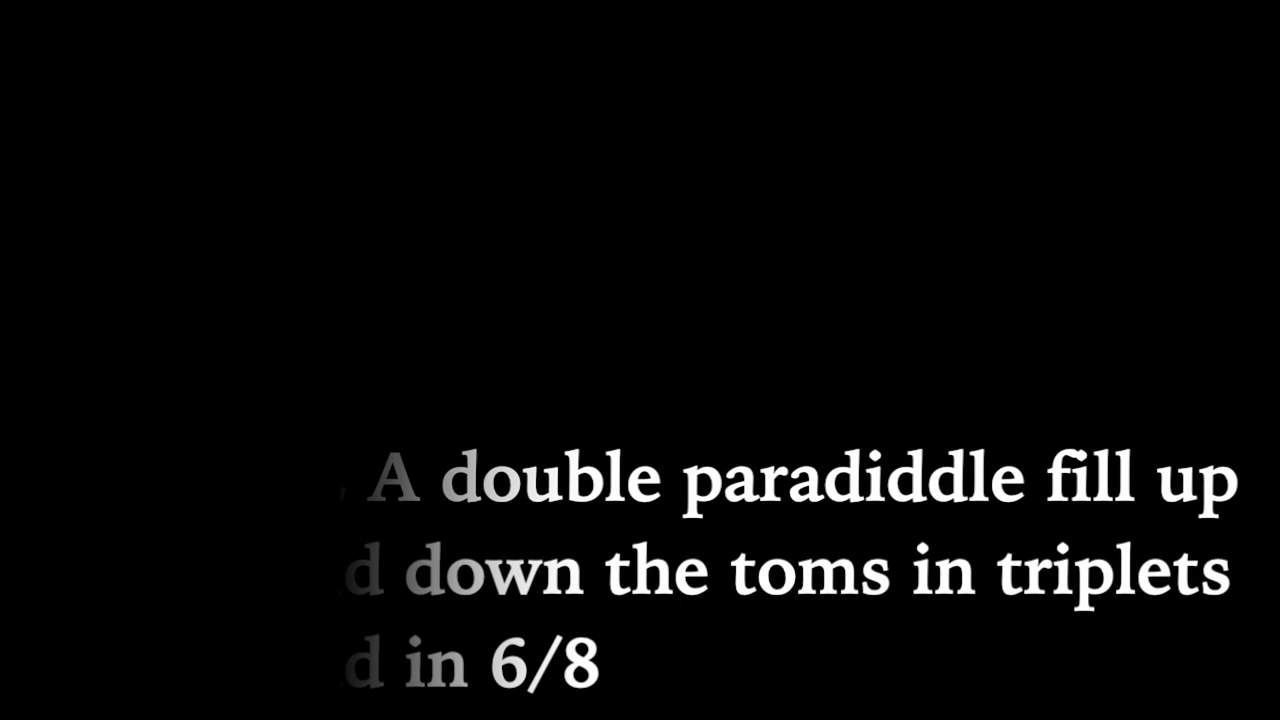 A double paradiddle fill up
down the toms in triplets
in 6/8